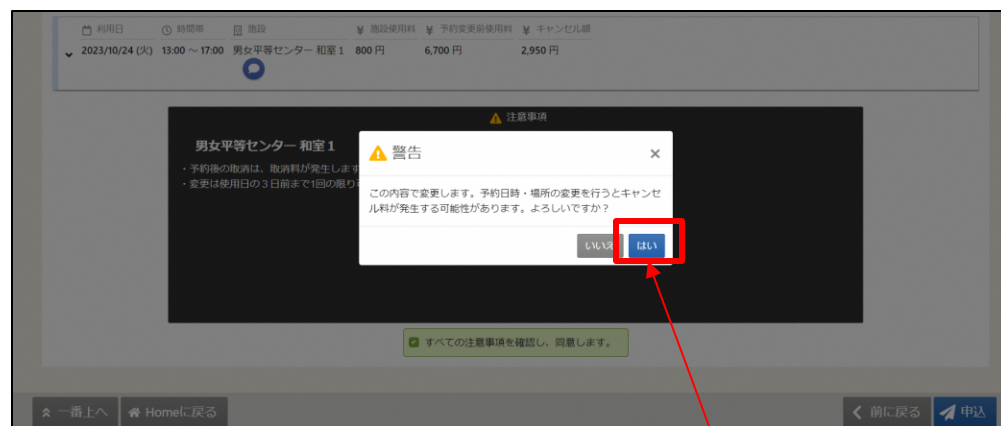 利用日 時間帯 施設 ¥ 施設使用料 ¥ 予約変更前使用料 ¥ キャンセル額
2023/10/24 (火) 13:00 ~ 17:00 男女平等センター 和室1 800 円 6,700 円 2,950 円
注意事項
男女平等センター 和室1
・予約後の取消は、取消料が発生します
・変更は使用日の3日前まで1回の限り
警告 ×
この内容で変更します。予約日時・場所の変更を行うとキャンセ
ル料が発生する可能性があります。よろしいですか？
いいえ はい
すべての注意事項を確認し、同意します。
一番上へ Homeに戻る 前に戻る 申込